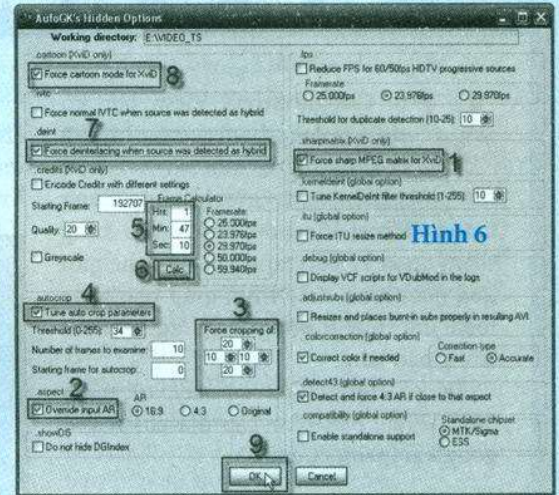 AutoGK's Hidden Options
Working directory: E:\VIDEO_TS
.cartoon (XviD only)
Force cartoon mode for XviD
8
.ivtc
Force normal IVTC when source was detected as hybrid
7
.deint
Force deinterlacing when source was detected as hybrid
.credits (XviD only)
Encode Credits with different settings
Starting Frame: 192707
Quality: 20
Greyscale
Frame Calculator
5
Hrs: 1
Min: 47
Sec: 10
6
Calc
Framerate
25.000fps
23.976fps
29.970fps
50.000fps
59.940fps
.autocrop
4
Tune auto crop parameters
Threshold (0-255): 34
Number of frames to examine: 10
Starting frame for autocrop: 0
3
Force cropping of:
20
10 10
20
.aspect
2
Override input AR
AR
16:9 4:3 Original
.showDIS
Do not hide DGIndex
.fps
Reduce FPS for 60/50fps HDTV progressive sources
Framerate
25.000fps 23.976fps 29.970fps
Threshold for duplicate detection (10-25): 10
.sharpmatrix (XviD only)
Force sharp MPEG matrix for XviD
1
.kerneldeint (global option)
Tune KernelDeint filter threshold (1-255): 10
.itu (global option)
Force ITU resize method
Hình 6
.debug (global option)
Display VCF scripts for VDubMod in the logs
.adjustsubs (global option)
Resizes and places burnt-in subs properly in resulting AVI
.colorcorrection (global option)
Correct color if needed
Correction type
Fast Accurate
.detect43 (global option)
Detect and force 4:3 AR if close to that aspect
.compatibility (global option)
Enable standalone support
Standalone chipset
MTK/Sigma
ESS
9
OK
Cancel